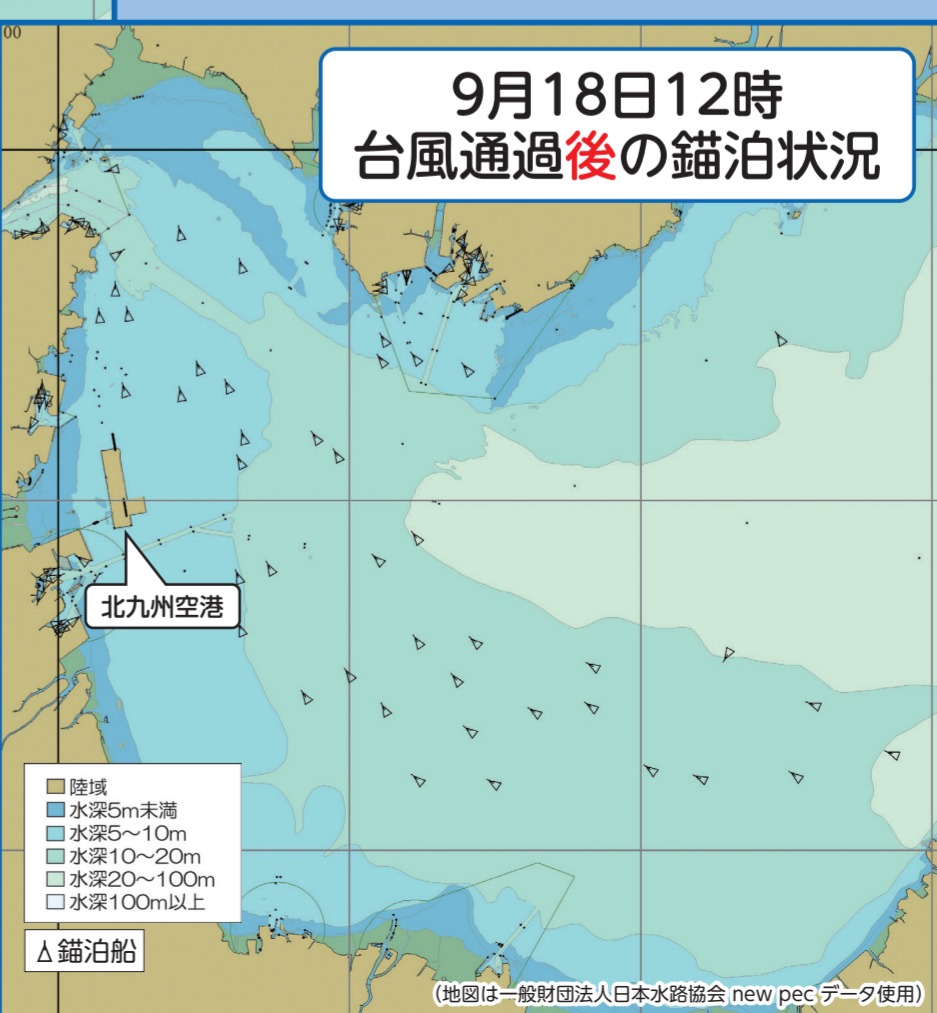 00
9月18日12時
台風通過後の錨泊状況
北九州空港
陸域
水深5m未満
水深5～10m
水深10～20m
水深20～100m
水深100m以上
錨泊船
(地図は一般財団法人日本水路協会 new pec データ使用)